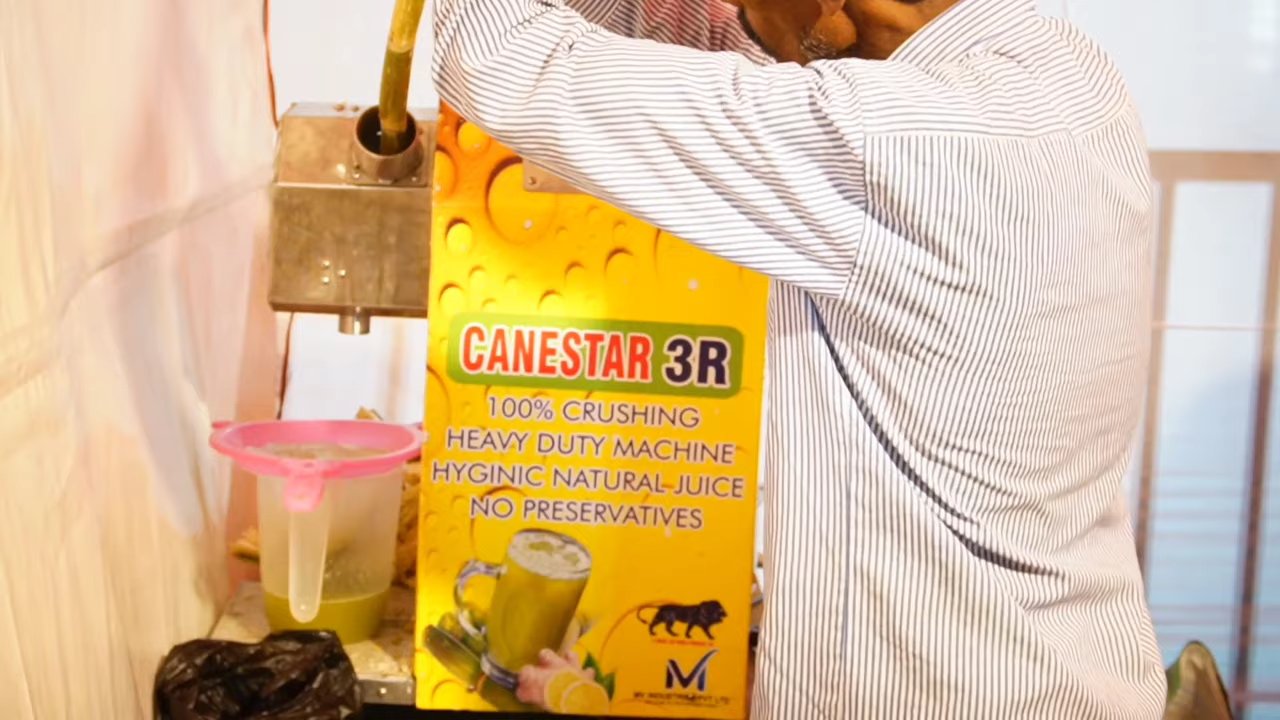 CANESTAR 3R
100% CRUSHING
HEAVY DUTY MACHINE
HYGINIC NATURAL JUICE
NO PRESERVATIVES
M